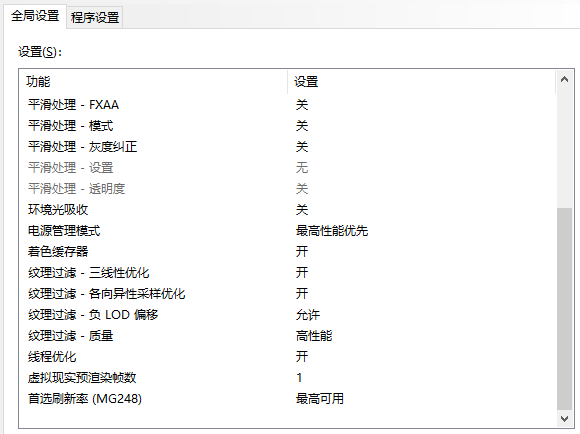 全局设置 程序设置
设置(S):
功能 设置
平滑处理 - FXAA 关
平滑处理 - 模式 关
平滑处理 - 灰度纠正 关
平滑处理 - 设置 无
平滑处理 - 透明度 关
环境光吸收 关
电源管理模式 最高性能优先
着色缓存器 开
纹理过滤 - 三线性优化 开
纹理过滤 - 各向异性采样优化 开
纹理过滤 - 负 LOD 偏移 允许
纹理过滤 - 质量 高性能
线程优化 开
虚拟现实预渲染帧数 1
首选刷新率 (MG248) 最高可用